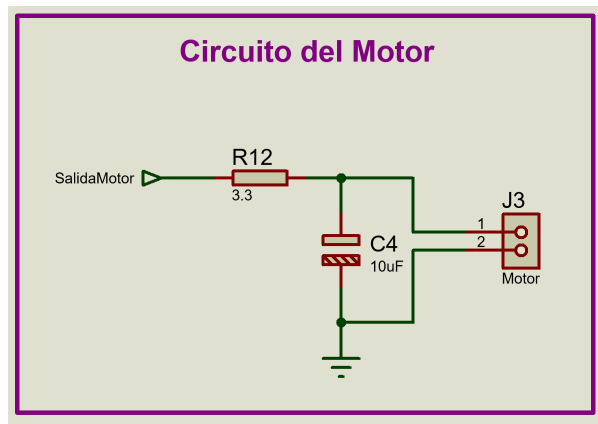 Circuito del Motor
R12
SalidaMotor
3.3
J3
1
2
C4
10uF
Motor